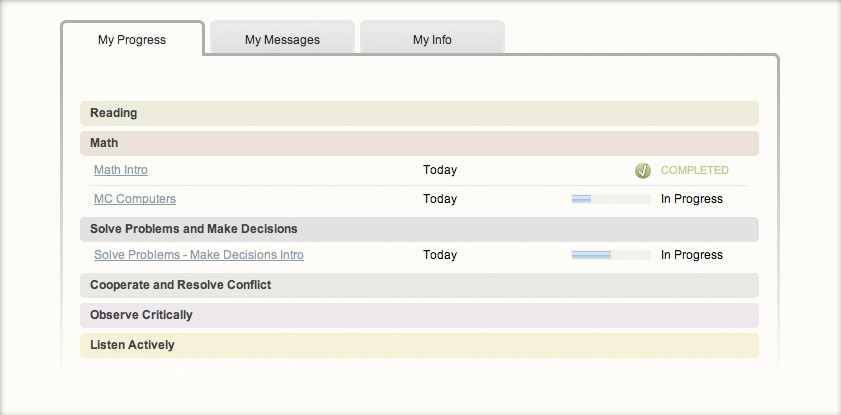 My Progress My Messages My Info
Reading
Math
Math Intro Today COMPLETED
MC Computers Today In Progress
Solve Problems and Make Decisions
Solve Problems - Make Decisions Intro Today In Progress
Cooperate and Resolve Conflict
Observe Critically
Listen Actively